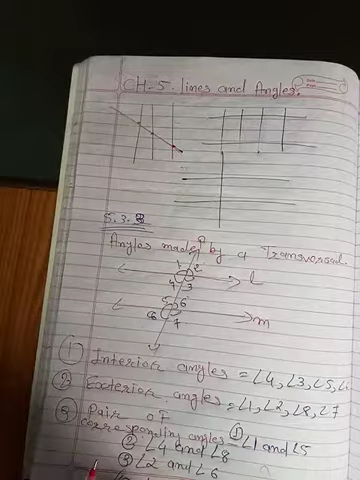 CH-5. lines and Angles.
5.3.3
Angles made by a Transversal
P
1 2
4 3
l
5 6
8 7
m
① Interior angles = ∠4, ∠3, ∠5, ∠6
② Exterior angles = ∠1, ∠2, ∠8, ∠7
③ Pair of
corresponding angles = ① ∠1 and ∠5
② ∠4 and ∠8
③ ∠2 and ∠6